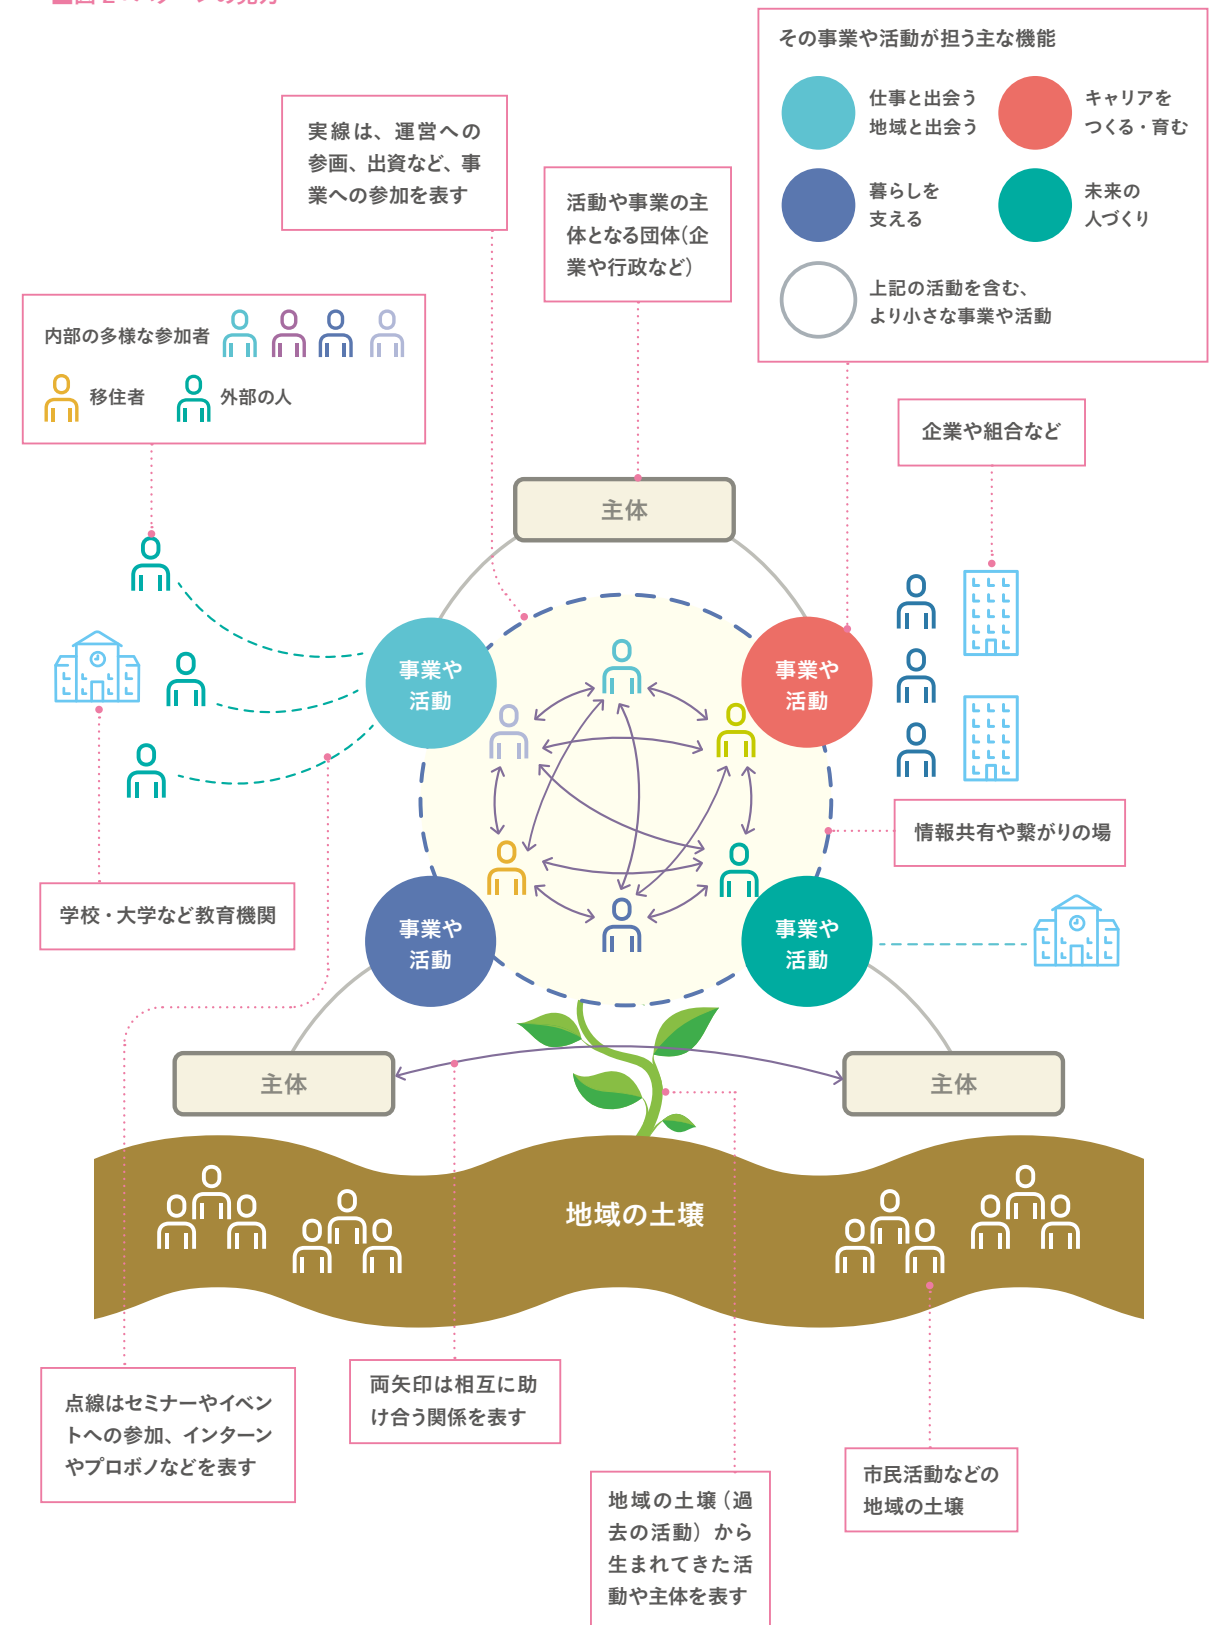 その事業や活動が担う主な機能
仕事と出会う
地域と出会う
キャリアを
つくる・育む
暮らしを
支える
未来の
人づくり
上記の活動を含む、
より小さな事業や活動
実線は、運営への
参画、出資など、事
業への参加を表す
活動や事業の主
体となる団体(企
業や行政など)
内部の多様な参加者
移住者
外部の人
企業や組合など
主体
事業や
活動
事業や
活動
情報共有や繋がりの場
学校・大学など教育機関
事業や
活動
事業や
活動
主体
主体
地域の土壌
点線はセミナーやイベン
トへの参加、インターン
やプロボノなどを表す
両矢印は相互に助
け合う関係を表す
地域の土壌(過
去の活動)から
生まれてきた活
動や主体を表す
市民活動などの
地域の土壌